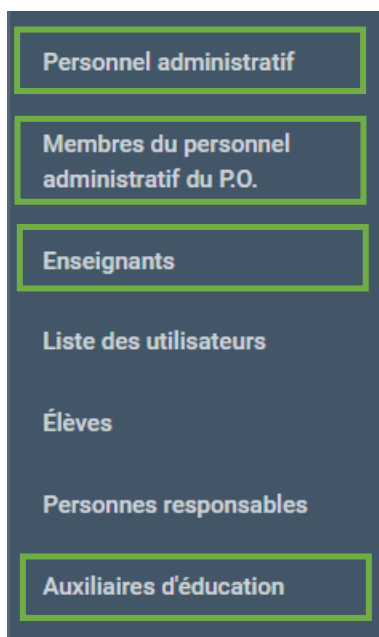 Personnel administratif
Membres du personnel
administratif du P.O.
Enseignants
Liste des utilisateurs
Élèves
Personnes responsables
Auxiliaires d'éducation